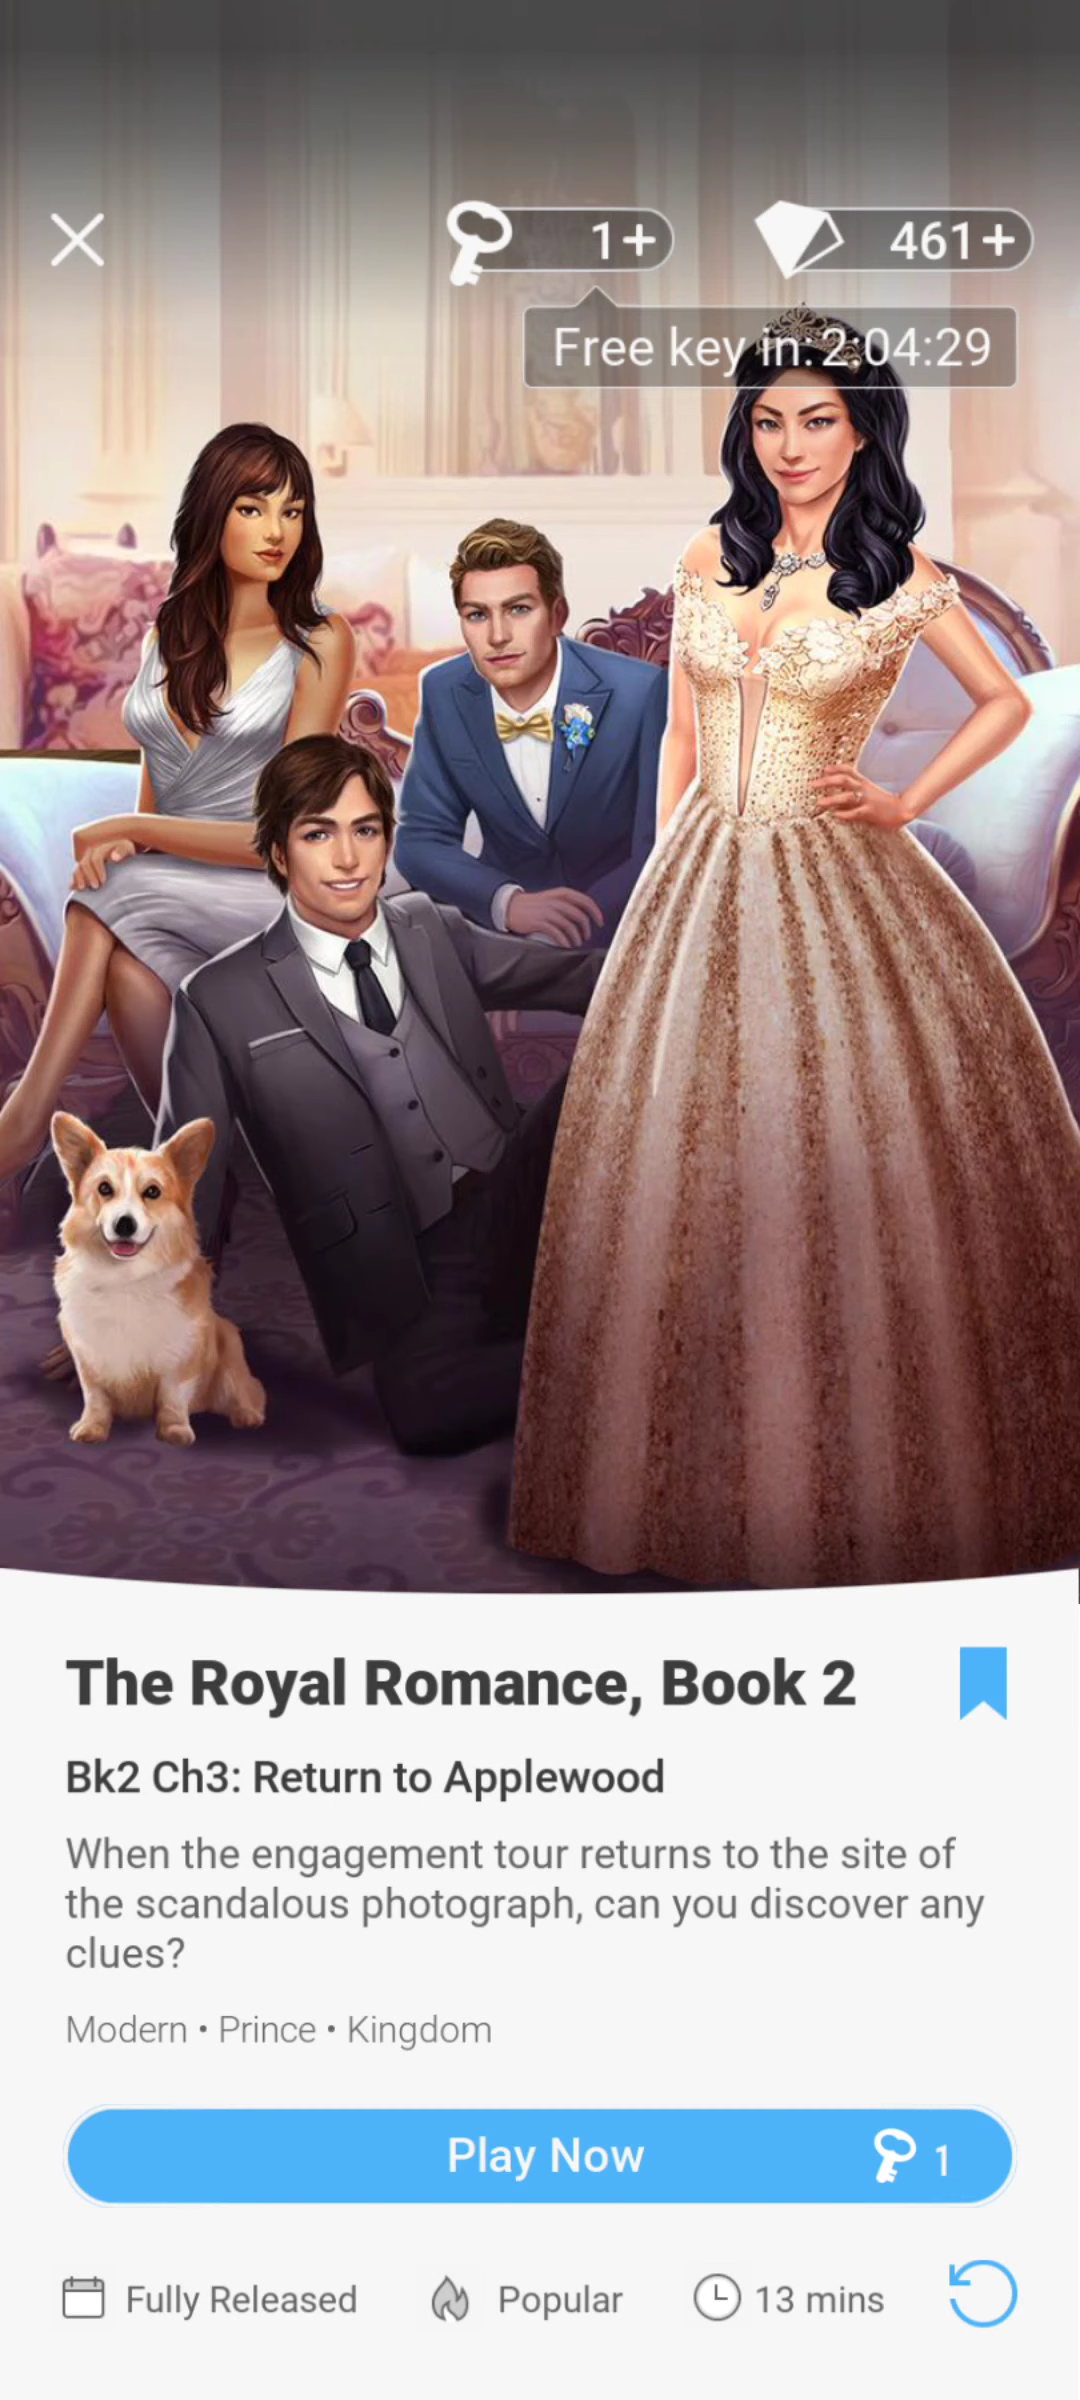 1+
461+
Free key in: 2:04:29
The Royal Romance, Book 2
Bk2 Ch3: Return to Applewood
When the engagement tour returns to the site of
the scandalous photograph, can you discover any
clues?
Modern • Prince • Kingdom
Play Now 1
Fully Released Popular 13 mins